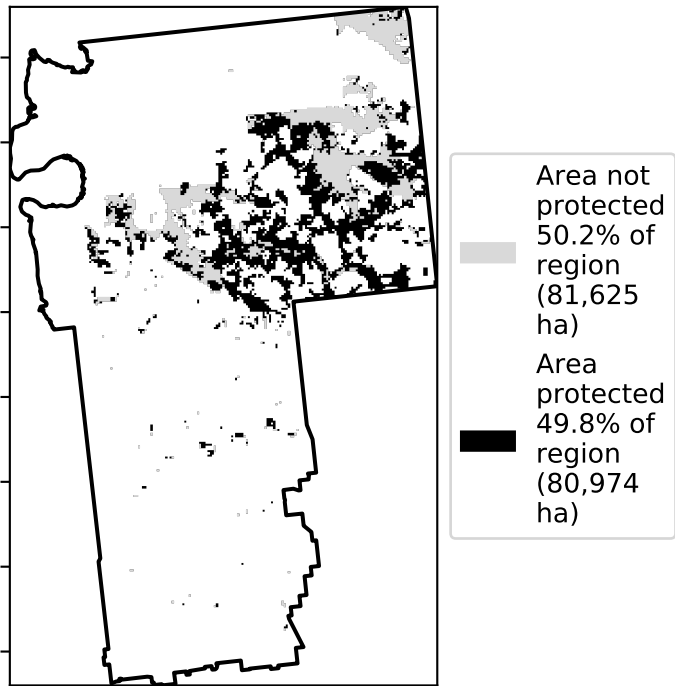 Area not
protected
50.2% of
region
(81,625
ha)
Area
protected
49.8% of
region
(80,974
ha)